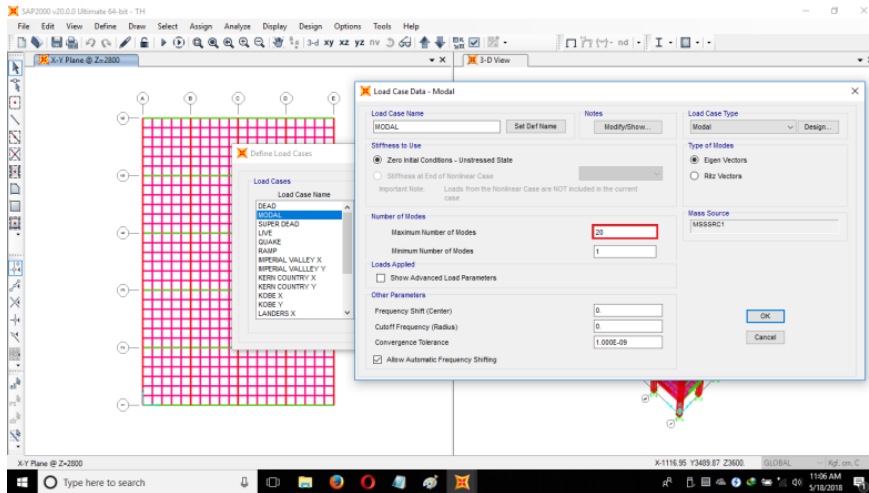 SAP2000 v20.0.0 Ultimate 64-bit - TH
File Edit View Define Draw Select Assign Analyze Display Design Options Tools Help
3-d xy xz yz nv
nd
X-Y Plane @ Z=2800
3-D View
A B C D E
Define Load Cases
Load Cases
Load Case Name
DEAD
MODAL
SUPER DEAD
LIVE
QUAKE
RAMP
IMPERIAL VALLEY X
IMPERIAL VALLLEY Y
KERN COUNTRY X
KERN COUNTRY Y
KOBE X
KOBE Y
LANDERS X
Load Case Data - Modal
Load Case Name
MODAL
Set Def Name
Notes
Modify/Show...
Load Case Type
Modal
Design...
Stiffness to Use
Zero Initial Conditions - Unstressed State
Stiffness at End of Nonlinear Case
Important Note: Loads from the Nonlinear Case are NOT included in the current
case
Type of Modes
Eigen Vectors
Ritz Vectors
Number of Modes
Maximum Number of Modes
20
Minimum Number of Modes
1
Mass Source
MSSSRC1
Loads Applied
Show Advanced Load Parameters
Other Parameters
Frequency Shift (Center)
0.
Cutoff Frequency (Radius)
0.
Convergence Tolerance
1.000E-09
Allow Automatic Frequency Shifting
OK
Cancel
X-Y Plane @ Z=2800
X-1116.95 Y3489.87 Z3600.
GLOBAL
Kgf, cm, C
Type here to search
11:06 AM
5/18/2018